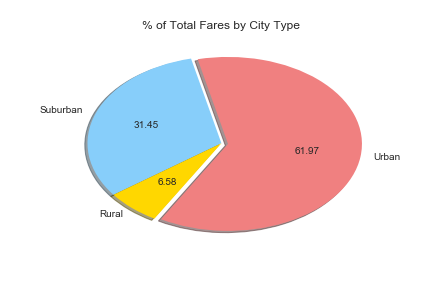 % of Total Fares by City Type
Suburban
31.45
61.97
Urban
6.58
Rural